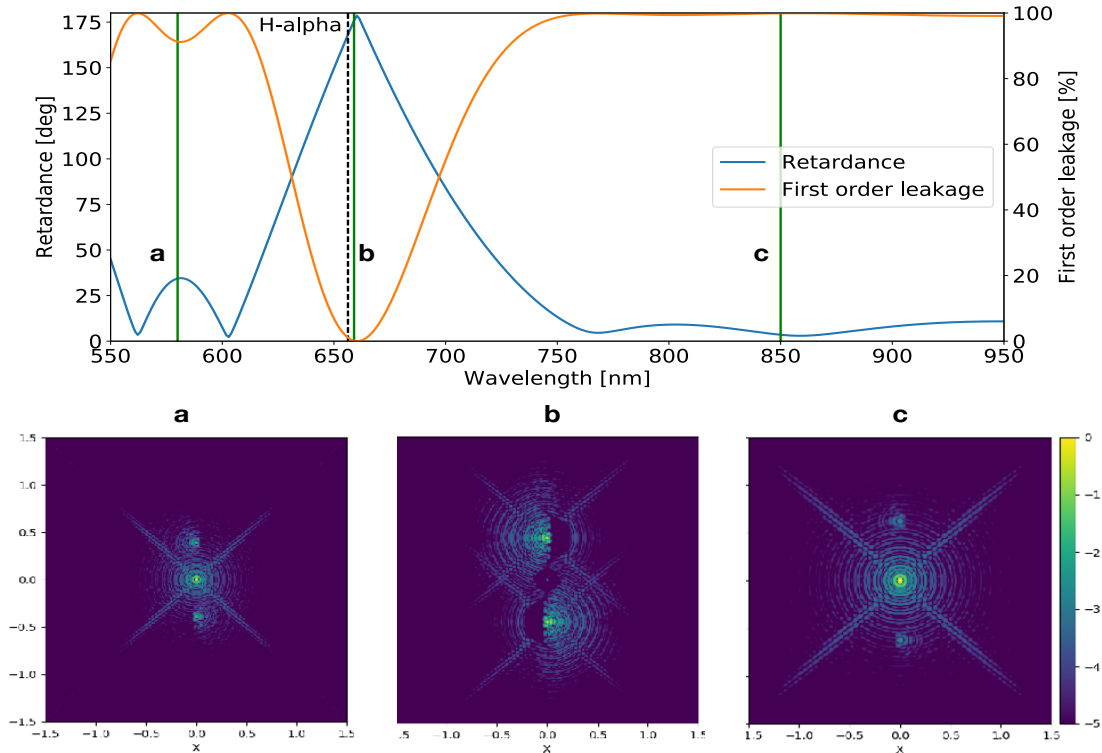 Retardance [deg]
175
150
125
100
75
50
25
0
H-alpha
a
b
c
Retardance
First order leakage
100
80
60
40
20
0
First order leakage [%]
550 600 650 700 750 800 850 900 950
Wavelength [nm]
a b c
1.5
1.0
0.5
0.0
−0.5
−1.0
−1.5
−1.5 −1.0 −0.5 0.0 0.5 1.0 1.5
x
.5 −1.0 −0.5 0.0 0.5 1.0 1.5
x
−1.5 −1.0 −0.5 0.0 0.5 1.0 1.5
x
0
−1
−2
−3
−4
−5